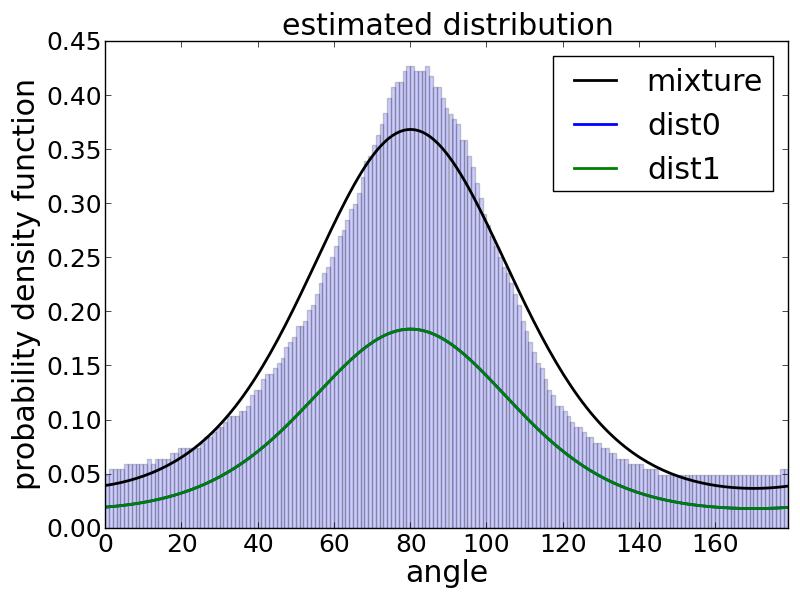 estimated distribution
probability density function
0.45
0.40
0.35
0.30
0.25
0.20
0.15
0.10
0.05
0.00
mixture
dist0
dist1
0 20 40 60 80 100 120 140 160
angle